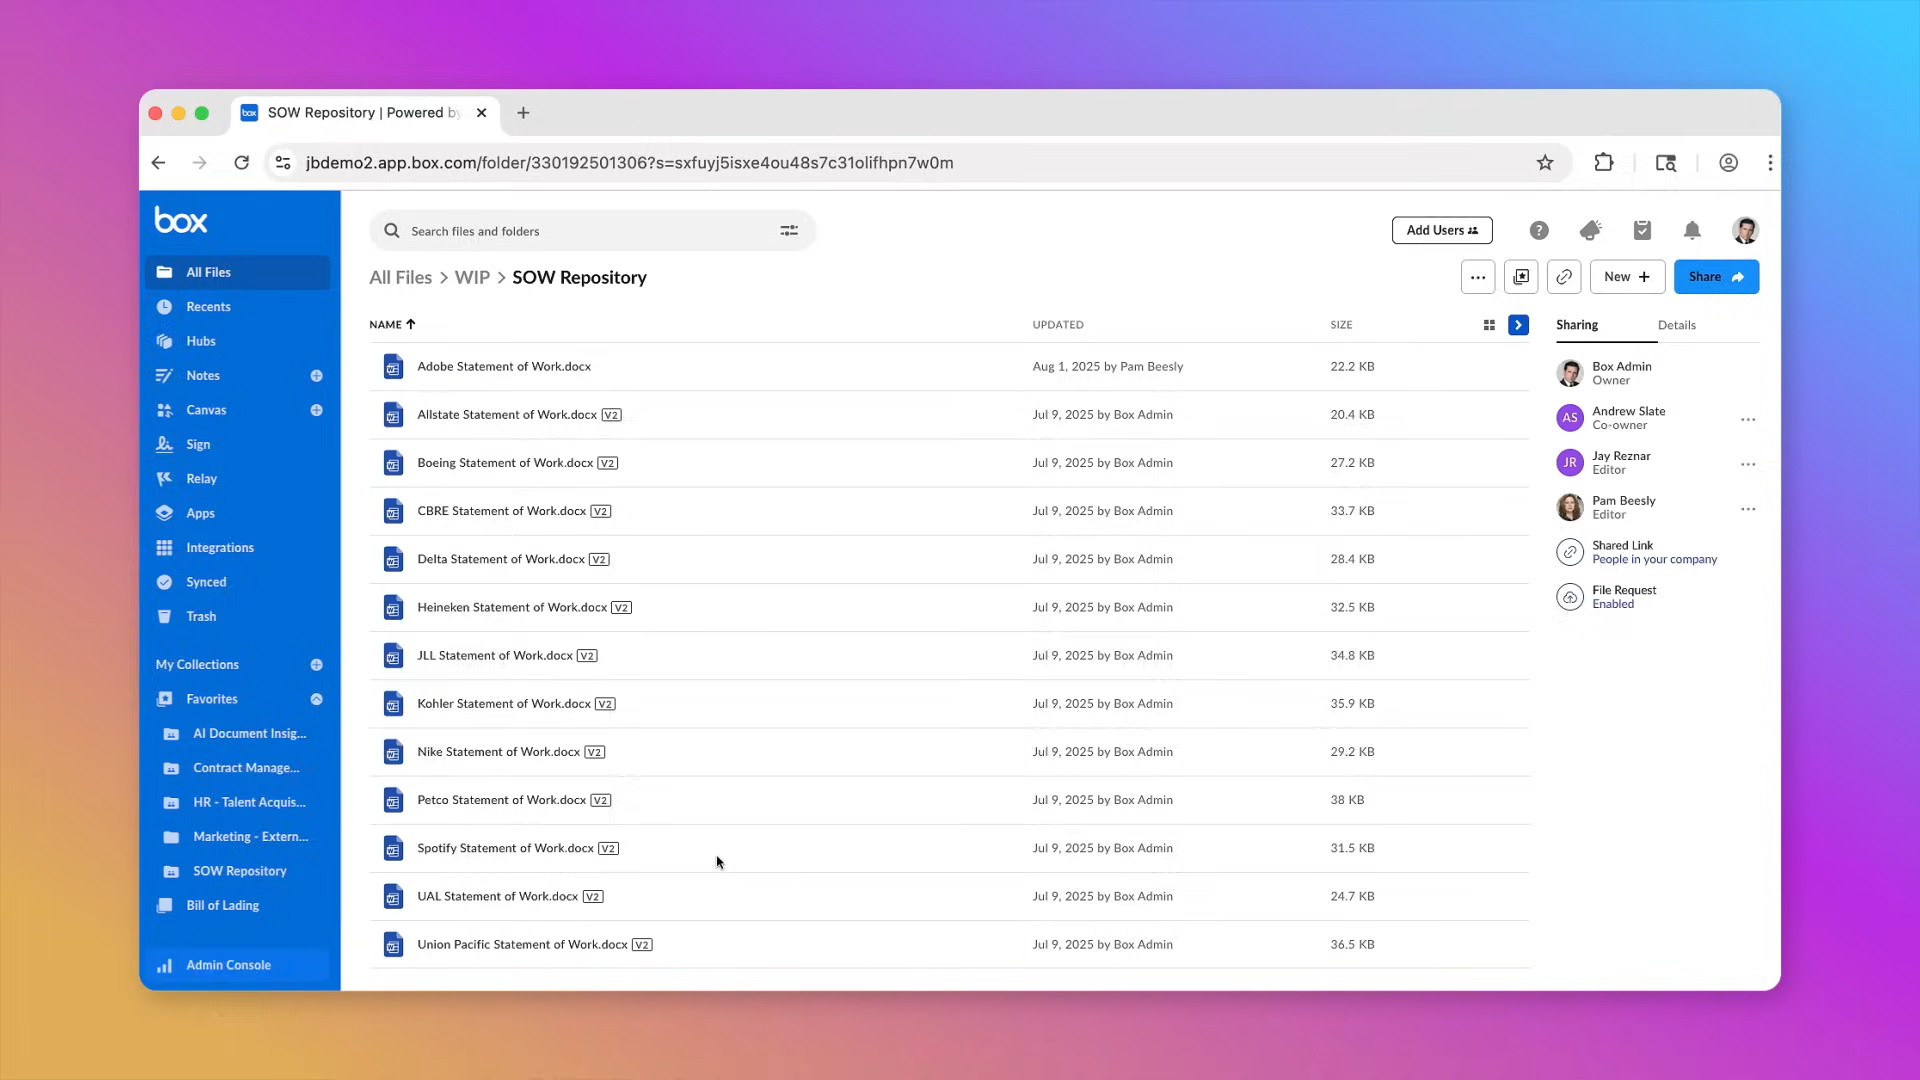 box SOW Repository | Powered by
jbdemo2.app.box.com/folder/330192501306?s=sxfuyj5isxe4ou48s7c31olifhpn7w0m
box
Search files and folders
Add Users
All Files
Recents
Hubs
Notes
Canvas
Sign
Relay
Apps
Integrations
Synced
Trash
My Collections
Favorites
AI Document Insig...
Contract Manage...
HR - Talent Acquis...
Marketing - Extern...
SOW Repository
Bill of Lading
Admin Console
All Files > WIP > SOW Repository
New + Share
NAME UPDATED SIZE
Adobe Statement of Work.docx Aug 1, 2025 by Pam Beesly 22.2 KB
Allstate Statement of Work.docx V2 Jul 9, 2025 by Box Admin 20.4 KB
Boeing Statement of Work.docx V2 Jul 9, 2025 by Box Admin 27.2 KB
CBRE Statement of Work.docx V2 Jul 9, 2025 by Box Admin 33.7 KB
Delta Statement of Work.docx V2 Jul 9, 2025 by Box Admin 28.4 KB
Heineken Statement of Work.docx V2 Jul 9, 2025 by Box Admin 32.5 KB
JLL Statement of Work.docx V2 Jul 9, 2025 by Box Admin 34.8 KB
Kohler Statement of Work.docx V2 Jul 9, 2025 by Box Admin 35.9 KB
Nike Statement of Work.docx V2 Jul 9, 2025 by Box Admin 29.2 KB
Petco Statement of Work.docx V2 Jul 9, 2025 by Box Admin 38 KB
Spotify Statement of Work.docx V2 Jul 9, 2025 by Box Admin 31.5 KB
UAL Statement of Work.docx V2 Jul 9, 2025 by Box Admin 24.7 KB
Union Pacific Statement of Work.docx V2 Jul 9, 2025 by Box Admin 36.5 KB
Sharing Details
Box Admin
Owner
AS Andrew Slate
Co-owner
JR Jay Reznar
Editor
Pam Beesly
Editor
Shared Link
People in your company
File Request
Enabled